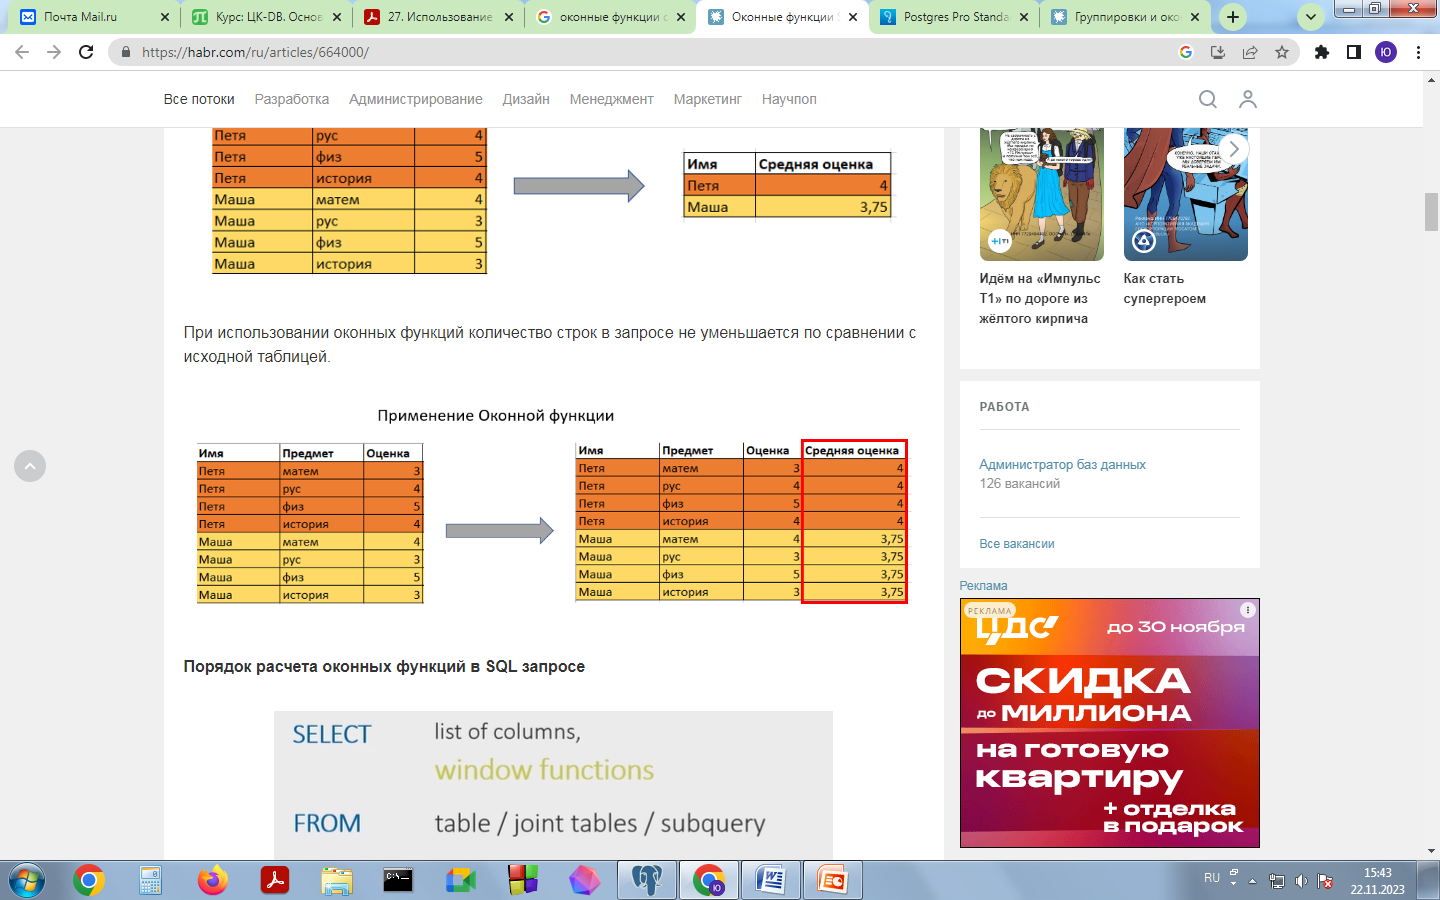 Почта Mail.ru
Курс: ЦК-DB. Основ
27. Использование
оконные функции с
Оконные функции
Postgres Pro Standa
Группировки и око
https://habr.com/ru/articles/664000/
Ю
Все потоки Разработка Администрирование Дизайн Менеджмент Маркетинг Научпоп
Петя рус 4
Петя физ 5
Петя история 4
Маша матем 4
Маша рус 3
Маша физ 5
Маша история 3
Имя Средняя оценка
Петя 4
Маша 3,75
При использовании оконных функций количество строк в запросе не уменьшается по сравнении с
исходной таблицей.
Применение Оконной функции
Имя Предмет Оценка
Петя матем 3
Петя рус 4
Петя физ 5
Петя история 4
Маша матем 4
Маша рус 3
Маша физ 5
Маша история 3
Имя Предмет Оценка Средняя оценка
Петя матем 3 4
Петя рус 4 4
Петя физ 5 4
Петя история 4 4
Маша матем 4 3,75
Маша рус 3 3,75
Маша физ 5 3,75
Маша история 3 3,75
Порядок расчета оконных функций в SQL запросе
SELECT list of columns,
window functions
FROM table / joint tables / subquery
T1
Идём на «Импульс
Т1» по дороге из
жёлтого кирпича
Как стать
супергероем
РАБОТА
Администратор баз данных
126 вакансий
Все вакансии
Реклама
РЕКЛАМА
ЦДС до 30 ноября
СКИДКА
до МИЛЛИОНА
на готовую
квартиру
+ отделка
в подарок
RU
15:43
22.11.2023